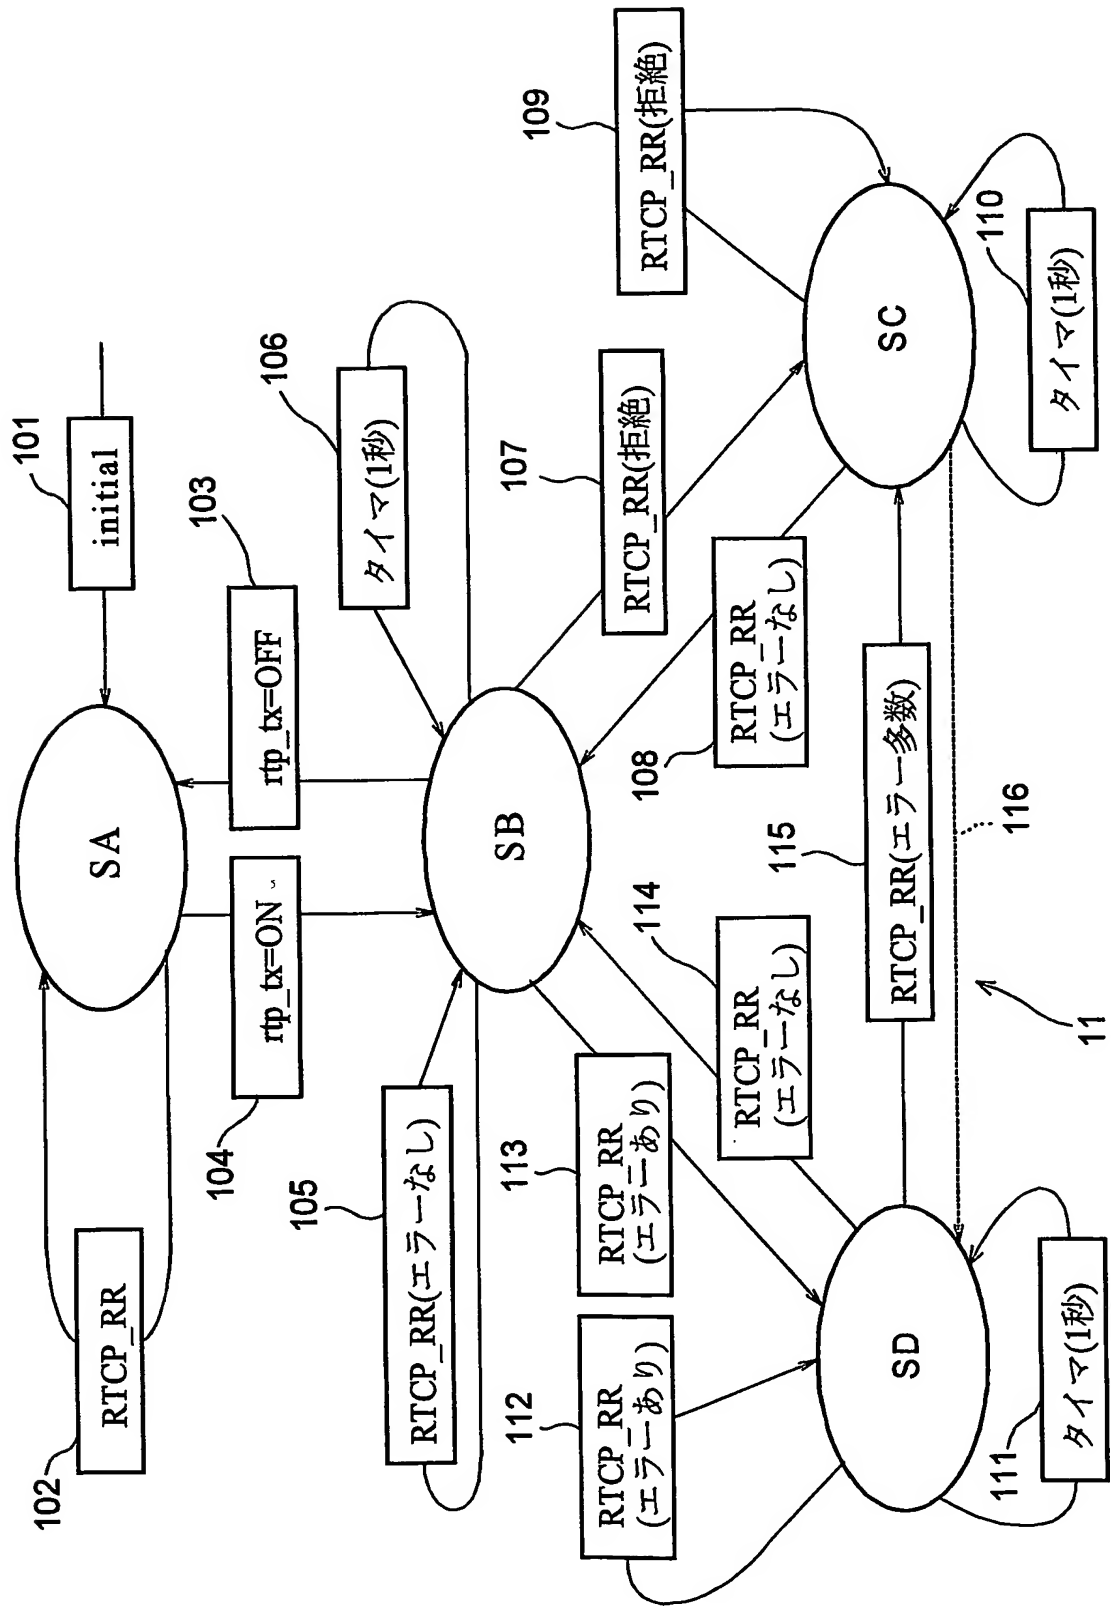 102
RTCP_RR
SA
101
initial
104
rtp_tx=ON
103
rtp_tx=OFF
105
RTCP_RR(エラーなし)
106
タイマ(1秒)
SB
112
RTCP_RR
(エラーあり)
113
RTCP_RR
(エラーあり)
114
RTCP_RR
(エラーなし)
108
RTCP_RR
(エラーなし)
107
RTCP_RR(拒絶)
109
RTCP_RR(拒絶)
115
RTCP_RR(エラー多数)
SD
SC
116
111
タイマ(1秒)
110
タイマ(1秒)
11